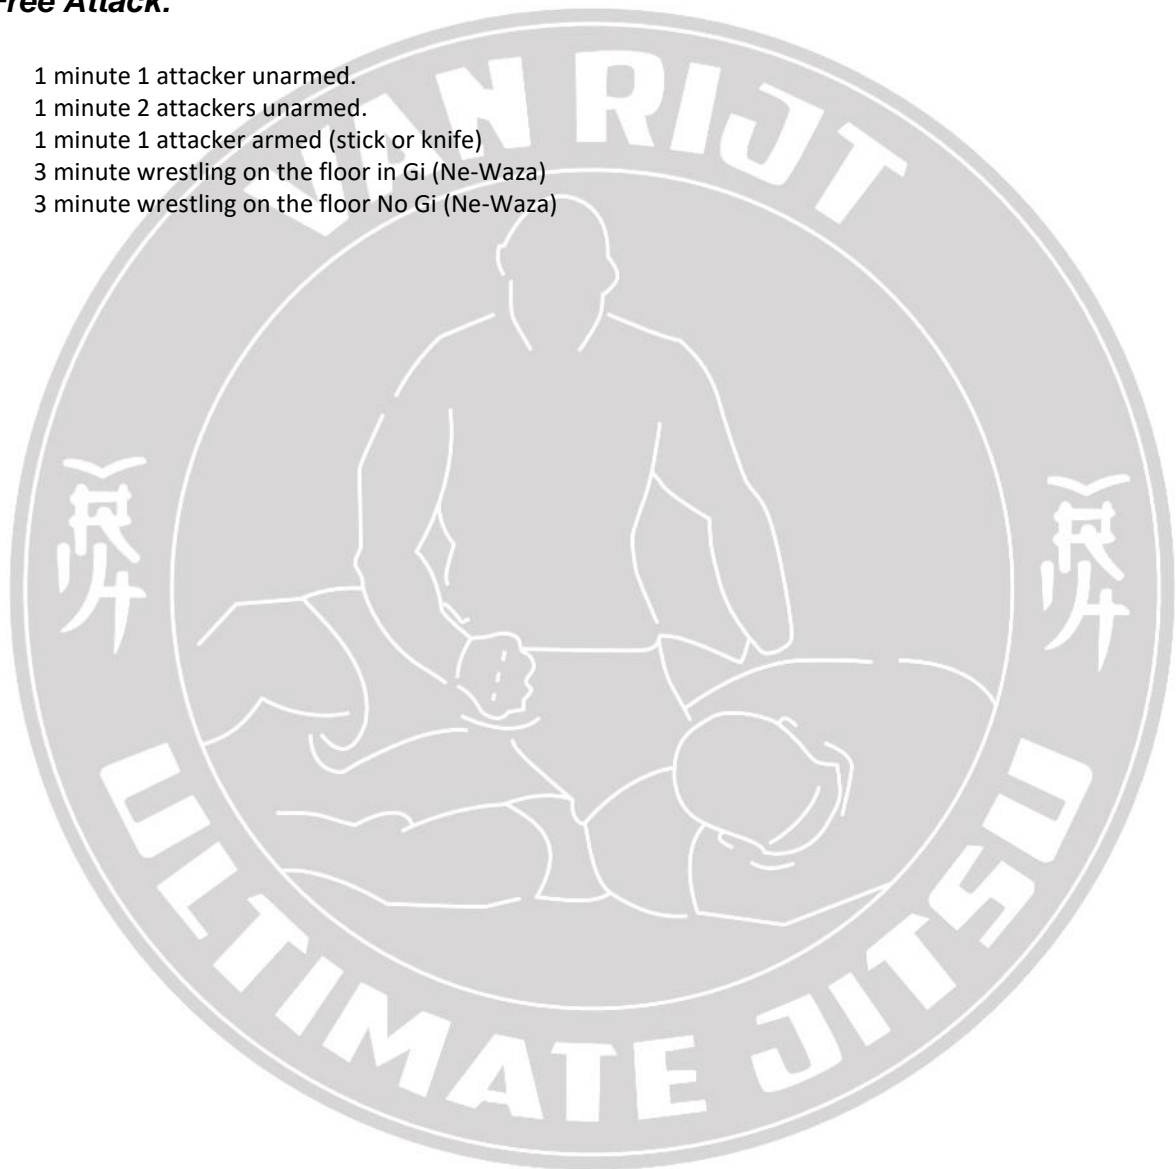 Free Attack.
1 minute 1 attacker unarmed.
1 minute 2 attackers unarmed.
1 minute 1 attacker armed (stick or knife)
3 minute wrestling on the floor in Gi (Ne-Waza)
3 minute wrestling on the floor No Gi (Ne-Waza)
VAN RIJT
ULTIMATE JITSU